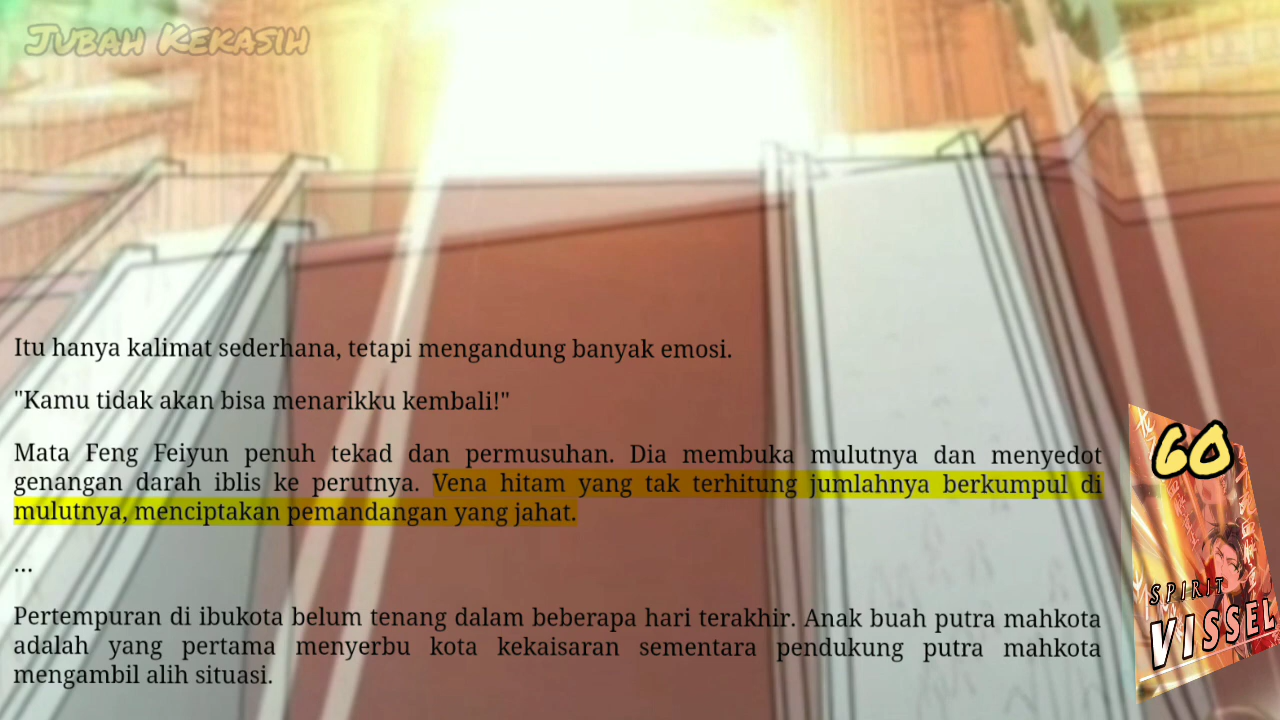 JUBAH KEKASIH
Itu hanya kalimat sederhana, tetapi mengandung banyak emosi.
"Kamu tidak akan bisa menarikku kembali!"
Mata Feng Feiyun penuh tekad dan permusuhan. Dia membuka mulutnya dan menyedot
genangan darah iblis ke perutnya. Vena hitam yang tak terhitung jumlahnya berkumpul di
mulutnya, menciptakan pemandangan yang jahat.
...
Pertempuran di ibukota belum tenang dalam beberapa hari terakhir. Anak buah putra mahkota
adalah yang pertama menyerbu kota kekaisaran sementara pendukung putra mahkota
mengambil alih situasi.
60
SPIRIT
VISSEL